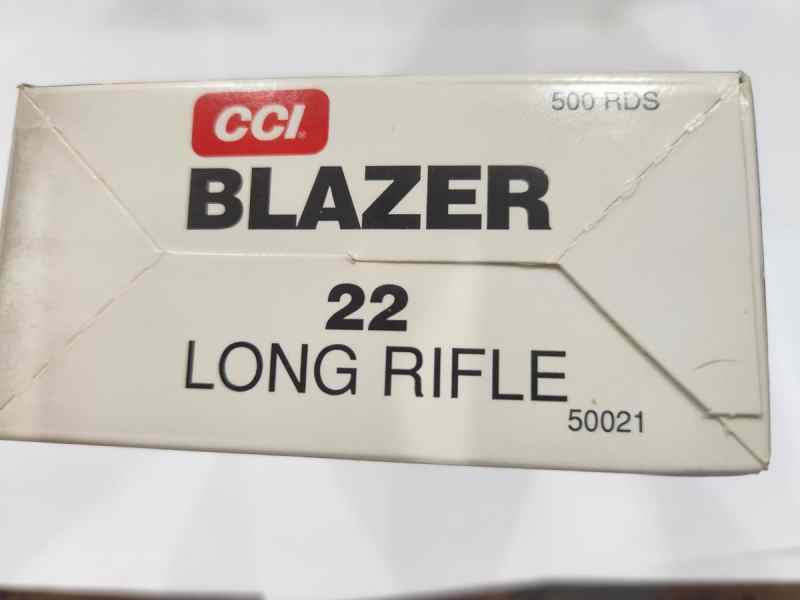 CCI®
500 RDS
BLAZER
22
LONG RIFLE
50021